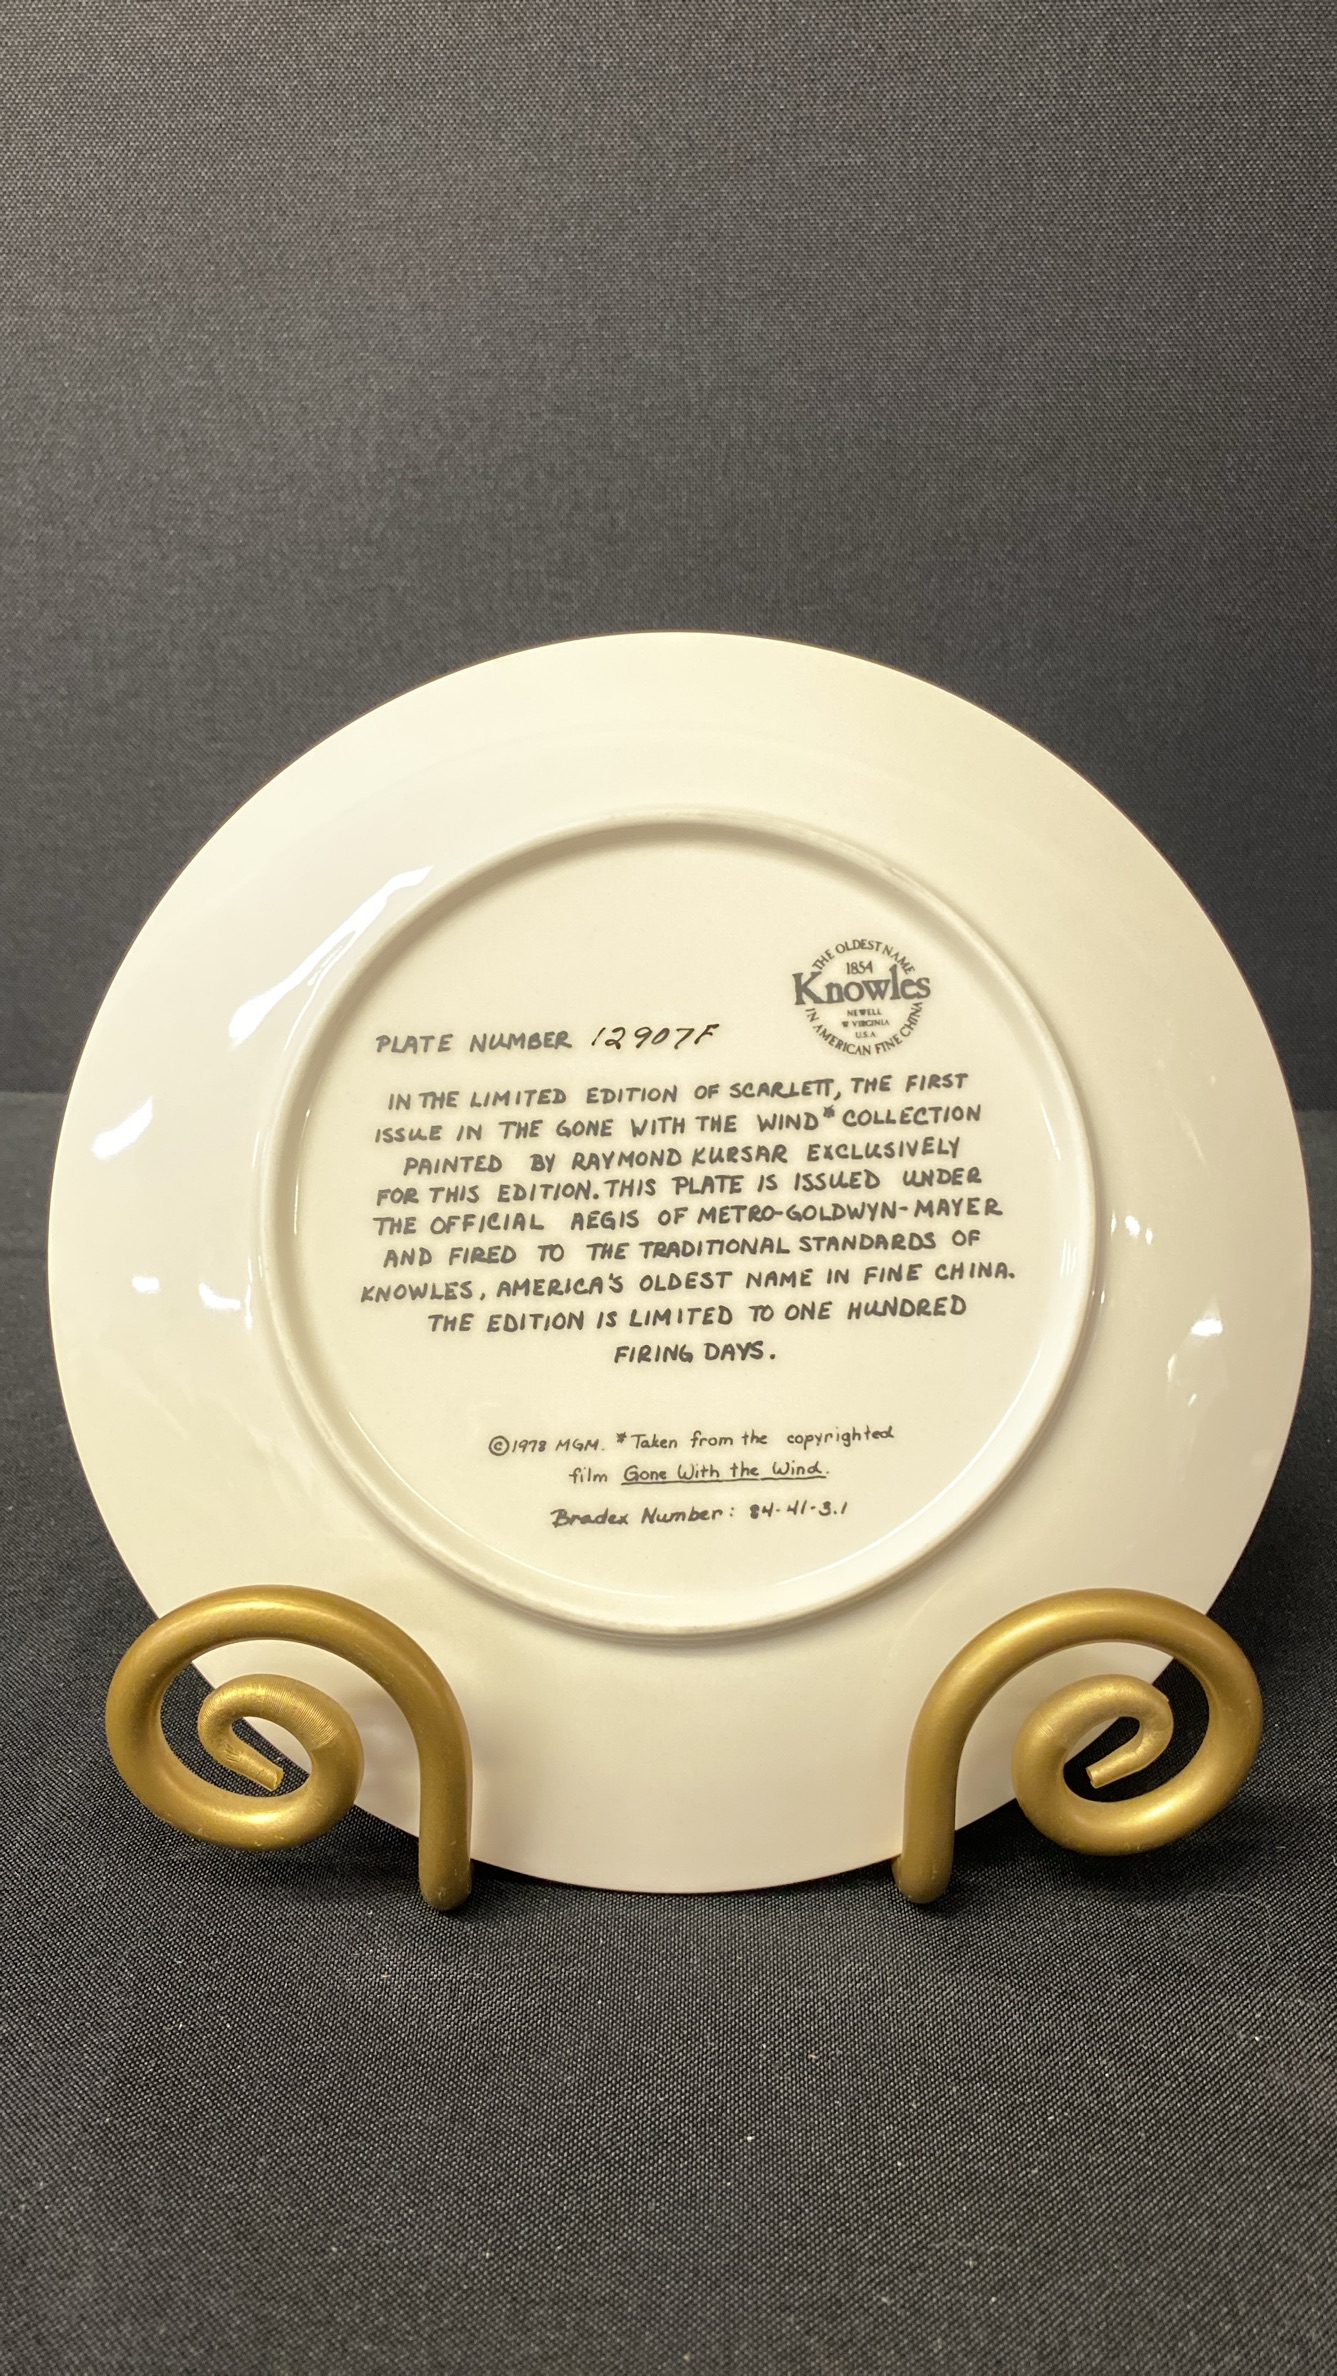 THE OLDEST NAME
1854
Knowles
NEWELL
W VIRGINIA
U.S.A.
IN AMERICAN FINE CHINA
PLATE NUMBER 12907F
IN THE LIMITED EDITION OF SCARLETT, THE FIRST
ISSUE IN THE GONE WITH THE WIND* COLLECTION
PAINTED BY RAYMOND KURSAR EXCLUSIVELY
FOR THIS EDITION. THIS PLATE IS ISSUED UNDER
THE OFFICIAL AEGIS OF METRO-GOLDWYN-MAYER
AND FIRED TO THE TRADITIONAL STANDARDS OF
KNOWLES, AMERICA'S OLDEST NAME IN FINE CHINA.
THE EDITION IS LIMITED TO ONE HUNDRED
FIRING DAYS.
©1978 MGM. *Taken from the copyrighted
film Gone With the Wind.
Bradex Number: 84-41-3.1